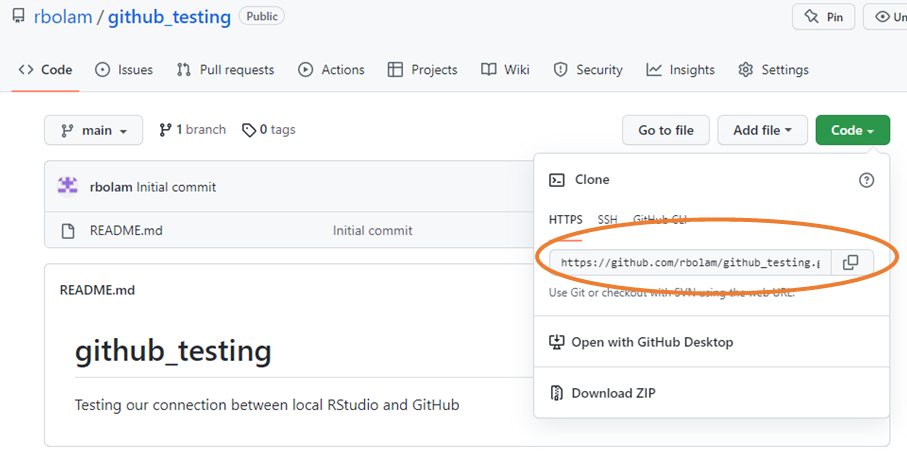 rbolam / github_testing Public
Pin
Un
Code Issues Pull requests Actions Projects Wiki Security Insights Settings
main 1 branch 0 tags Go to file Add file Code
rbolam Initial commit
README.md Initial commit
README.md
github_testing
Testing our connection between local RStudio and GitHub
Clone
HTTPS SSH GitHub CLI
https://github.com/rbolam/github_testing.g
Use Git or checkout with SVN using the web URL.
Open with GitHub Desktop
Download ZIP